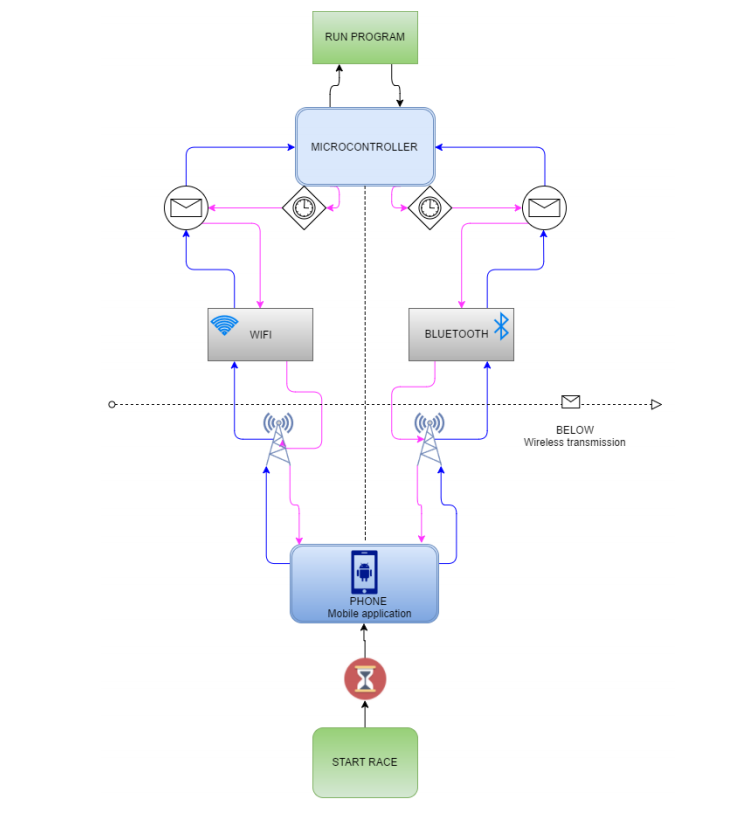 RUN PROGRAM
MICROCONTROLLER
WIFI
BLUETOOTH
BELOW
Wireless transmission
PHONE
Mobile application
START RACE